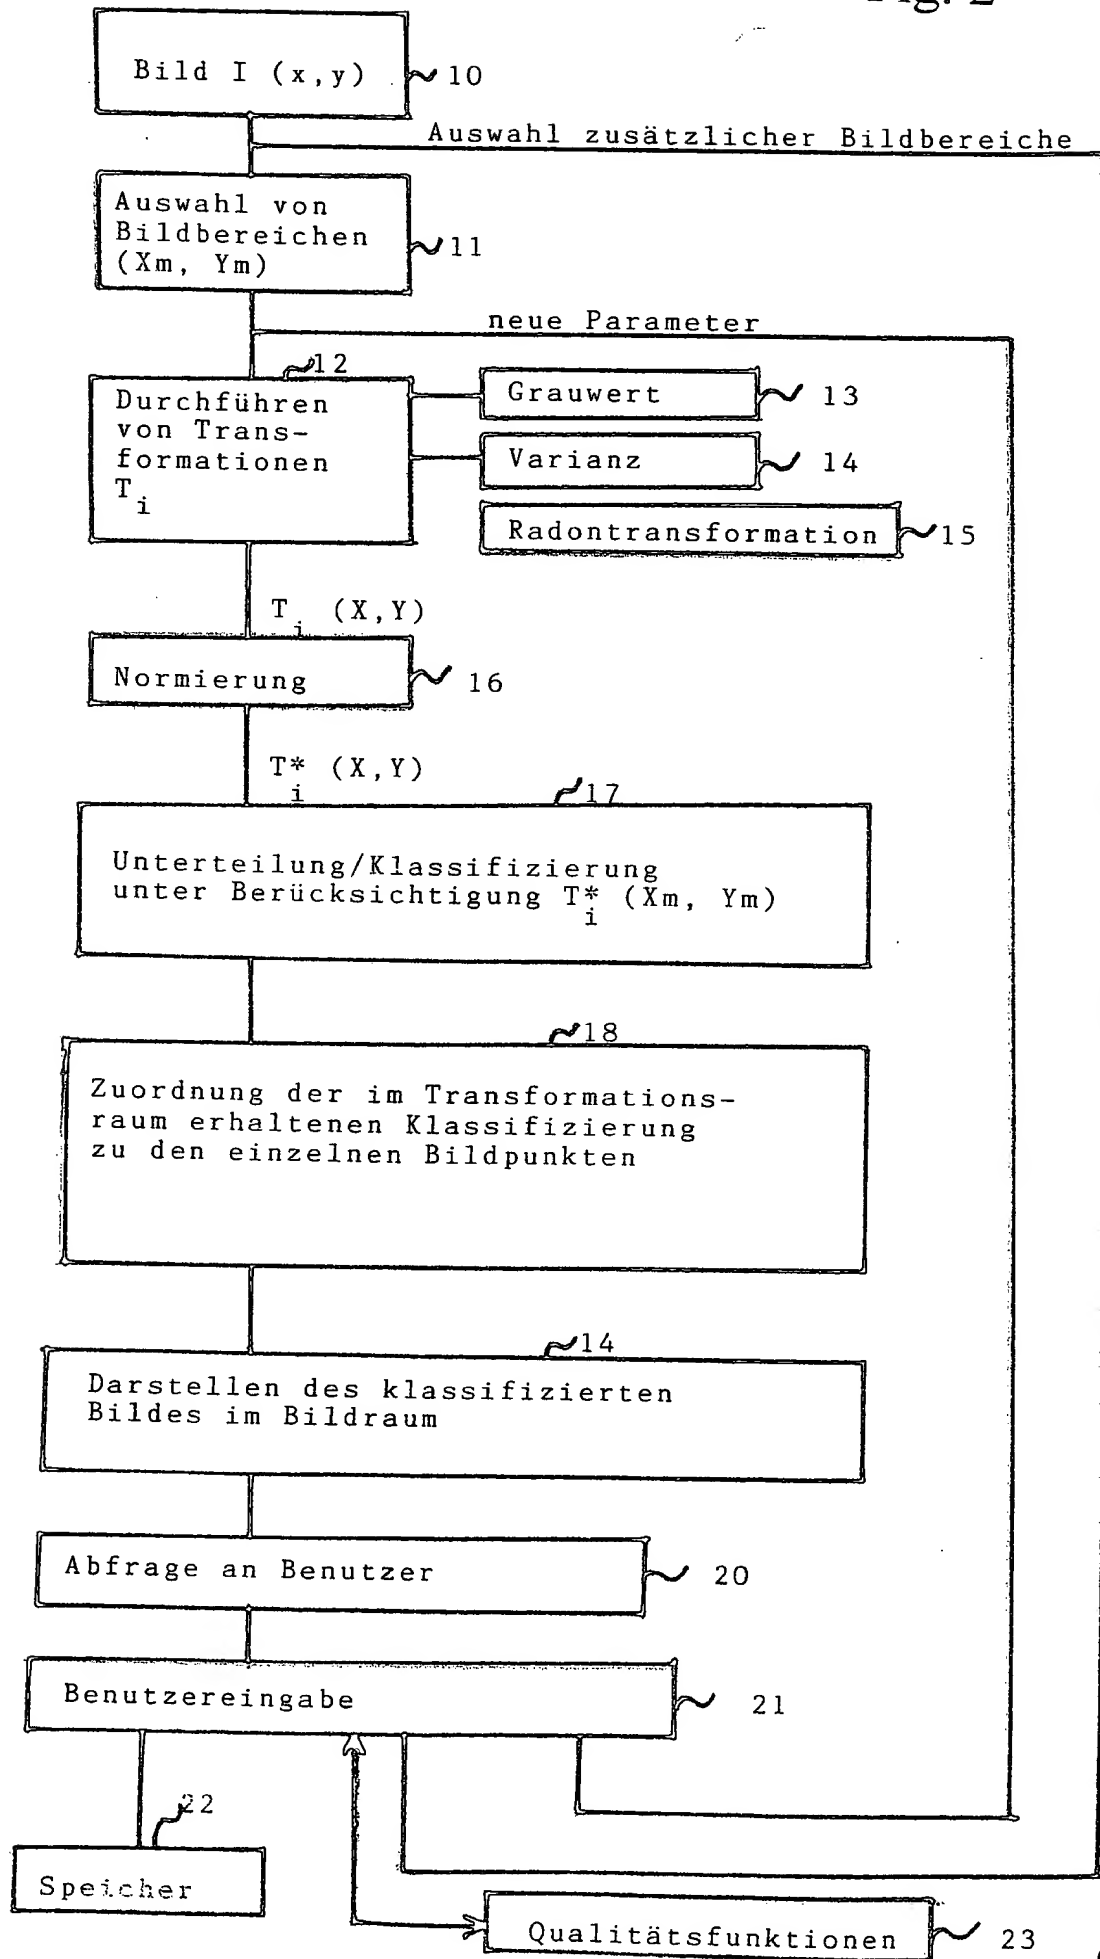 Fig. 2
Bild I (x,y)
10
Auswahl zusätzlicher Bildbereiche
Auswahl von
Bildbereichen
(Xm, Ym)
11
neue Parameter
12
Durchführen
von Trans-
formationen
T
i
Grauwert
13
Varianz
14
Radontransformation
15
T (X,Y)
i
Normierung
16
T* (X,Y)
i
17
Unterteilung/Klassifizierung
unter Berücksichtigung T* (Xm, Ym)
i
18
Zuordnung der im Transformations-
raum erhaltenen Klassifizierung
zu den einzelnen Bildpunkten
14
Darstellen des klassifizierten
Bildes im Bildraum
Abfrage an Benutzer
20
Benutzereingabe
21
22
Speicher
Qualitätsfunktionen
23